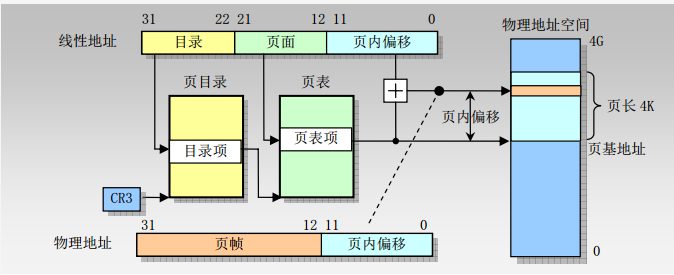 31 22 21 12 11 0
线性地址 目录 页面 页内偏移
物理地址空间
4G
页目录 页表
页内偏移
页长 4K
目录项 页表项
页基地址
CR3
31 12 11 0
物理地址 页帧 页内偏移
0